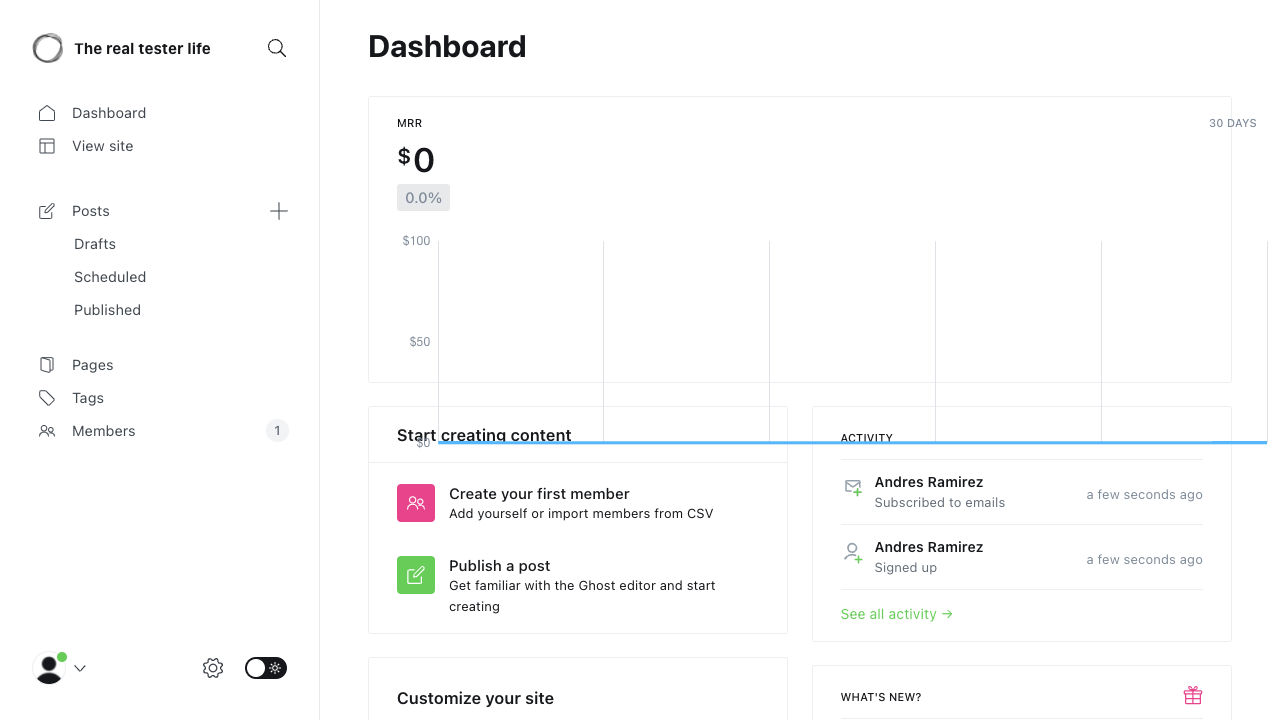 The real tester life
Dashboard
View site
Posts
Drafts
Scheduled
Published
Pages
Tags
Members
1
Dashboard
MRR
30 DAYS
$0
0.0%
$100
$50
$0
Start creating content
Create your first member
Add yourself or import members from CSV
Publish a post
Get familiar with the Ghost editor and start
creating
Customize your site
ACTIVITY
Andres Ramirez
Subscribed to emails
a few seconds ago
Andres Ramirez
Signed up
a few seconds ago
See all activity →
WHAT'S NEW?